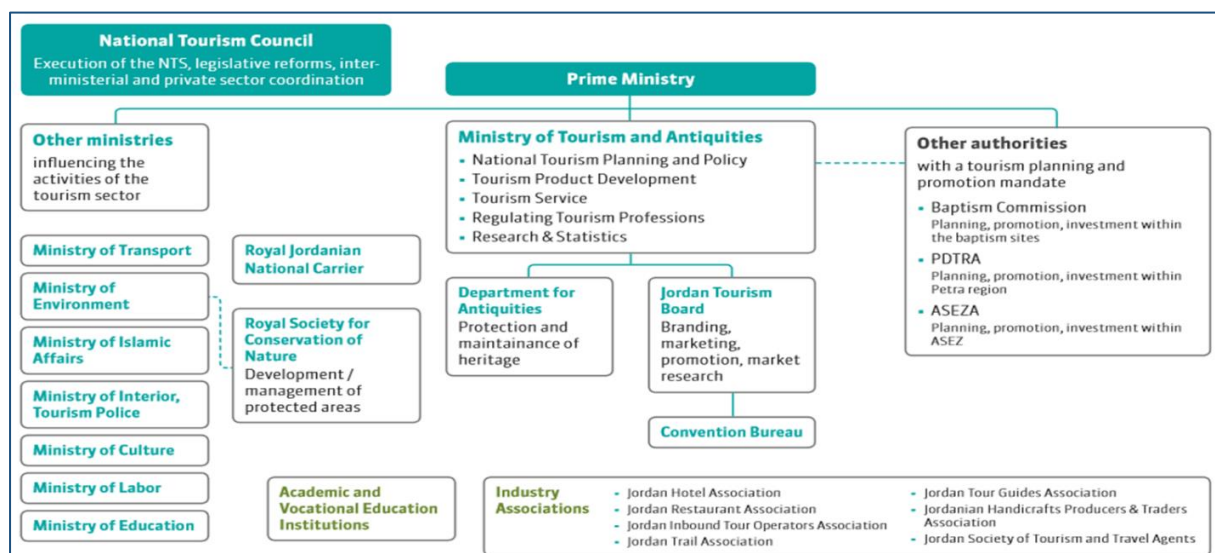 National Tourism Council
Execution of the NTS, legislative reforms, inter-
ministerial and private sector coordination
Prime Ministry
Other ministries
influencing the
activities of the
tourism sector
Ministry of Transport
Ministry of
Environment
Ministry of Islamic
Affairs
Ministry of Interior,
Tourism Police
Ministry of Culture
Ministry of Labor
Ministry of Education
Royal Jordanian
National Carrier
Royal Society for
Conservation of
Nature
Development /
management of
protected areas
Ministry of Tourism and Antiquities
- National Tourism Planning and Policy
- Tourism Product Development
- Tourism Service
- Regulating Tourism Professions
- Research & Statistics
Department for
Antiquities
Protection and
maintainance of
heritage
Jordan Tourism
Board
Branding,
marketing,
promotion, market
research
Convention Bureau
Other authorities
with a tourism planning and
promotion mandate
- Baptism Commission
Planning, promotion, investment within
the baptism sites
- PDTRA
Planning, promotion, investment within
Petra region
- ASEZA
Planning, promotion, investment within
ASEZ
Academic and
Vocational Education
Institutions
Industry
Associations
- Jordan Hotel Association
- Jordan Restaurant Association
- Jordan Inbound Tour Operators Association
- Jordan Trail Association
- Jordan Tour Guides Association
- Jordanian Handicrafts Producers & Traders
Association
- Jordan Society of Tourism and Travel Agents